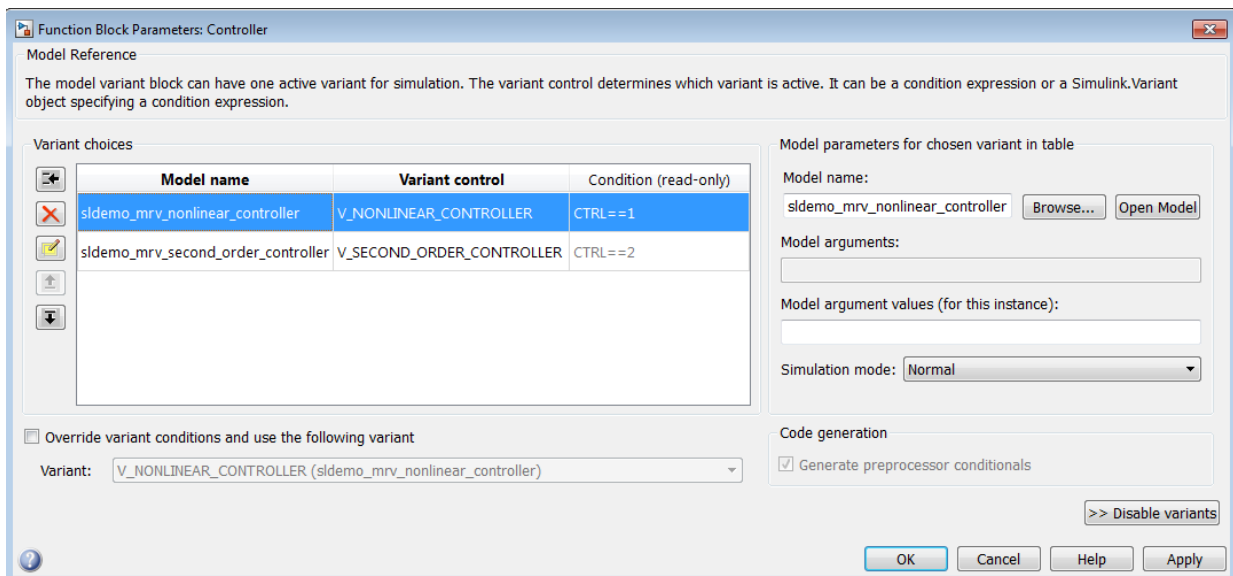 Function Block Parameters: Controller
Model Reference
The model variant block can have one active variant for simulation. The variant control determines which variant is active. It can be a condition expression or a Simulink.Variant
object specifying a condition expression.
Variant choices
Model name Variant control Condition (read-only)
sldemo_mrv_nonlinear_controller V_NONLINEAR_CONTROLLER CTRL==1
sldemo_mrv_second_order_controller V_SECOND_ORDER_CONTROLLER CTRL==2
Model parameters for chosen variant in table
Model name:
sldemo_mrv_nonlinear_controller Browse... Open Model
Model arguments:
Model argument values (for this instance):
Simulation mode: Normal
Override variant conditions and use the following variant
Variant: V_NONLINEAR_CONTROLLER (sldemo_mrv_nonlinear_controller)
Code generation
Generate preprocessor conditionals
>> Disable variants
OK Cancel Help Apply